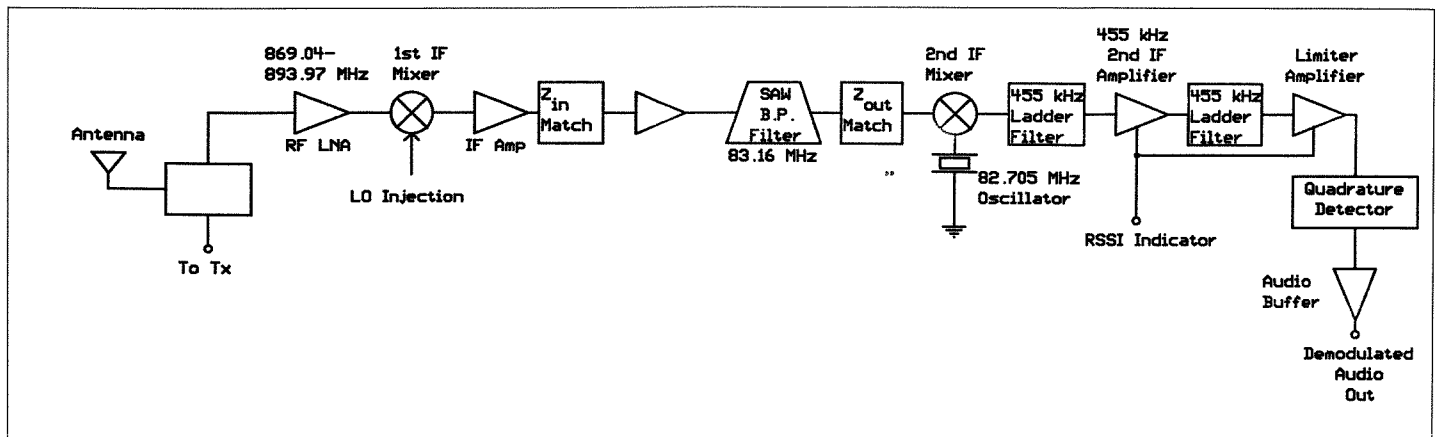 Antenna
To Tx
869.04–
893.97 MHz
RF LNA
1st IF
Mixer
LO Injection
IF Amp
Zin
Match
SAW
B.P.
Filter
83.16 MHz
Zout
Match
2nd IF
Mixer
”
82.705 MHz
Oscillator
455 kHz
Ladder
Filter
455 kHz
2nd IF
Amplifier
RSSI Indicator
455 kHz
Ladder
Filter
Limiter
Amplifier
Quadrature
Detector
Audio
Buffer
Demodulated
Audio
Out